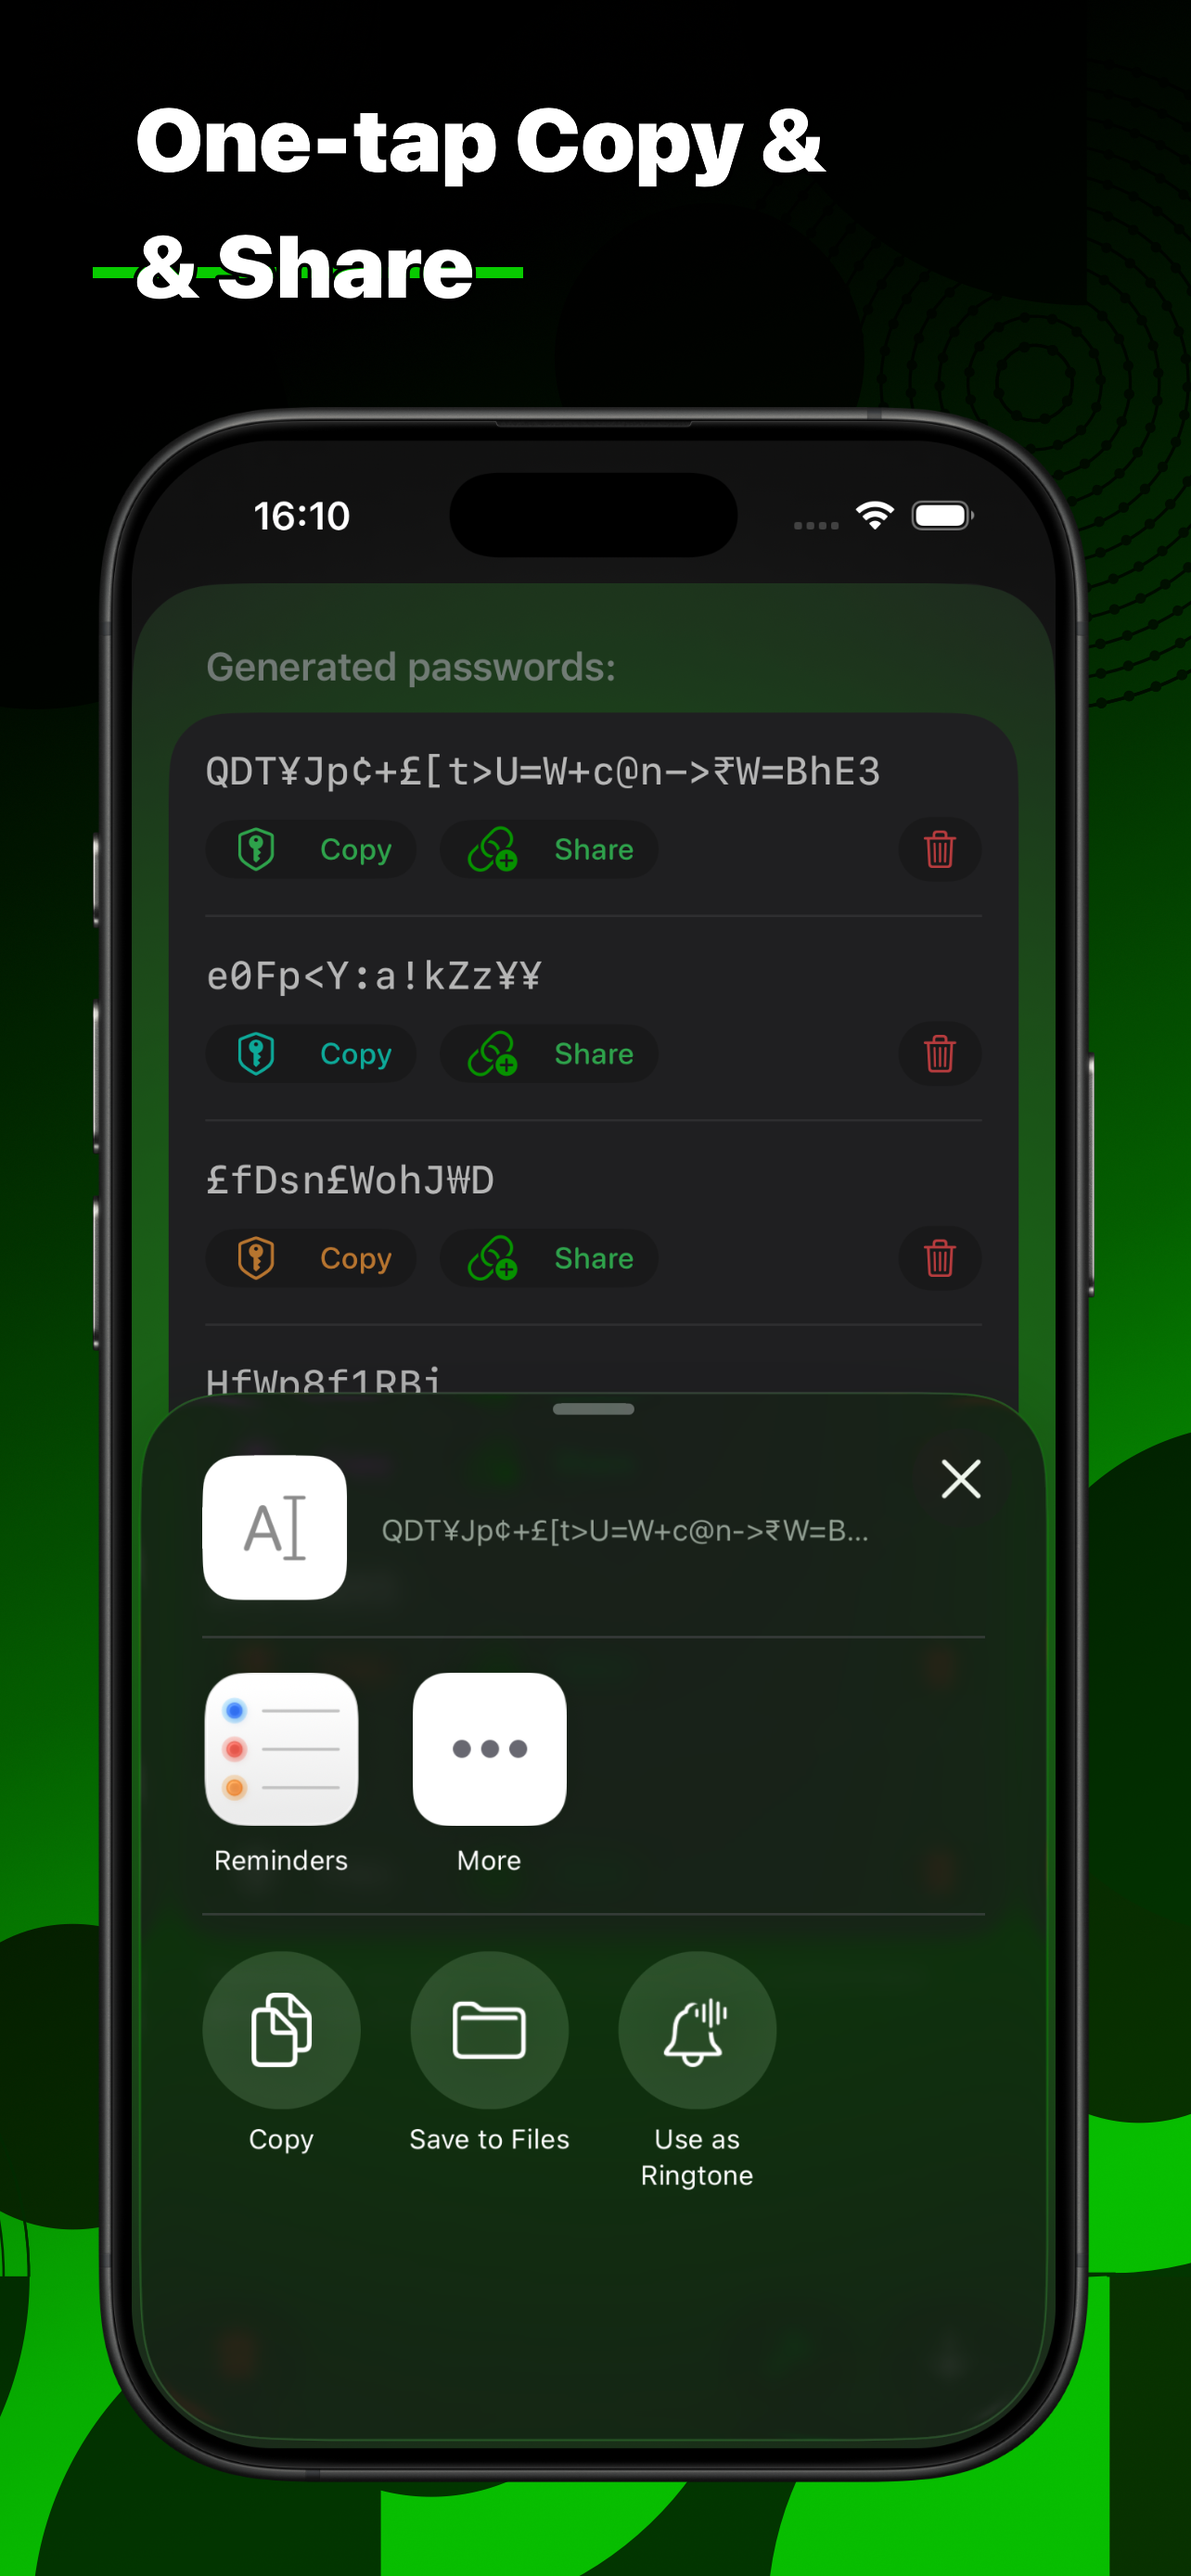 One-tap Copy &
& Share
16:10
Generated passwords:
QDT¥Jp¢+£[t>U=W+c@n->₹W=BhE3
Copy
Share
e0Fp<Y:a!kZz¥¥
Copy
Share
£fDsn£WohJ₩D
Copy
Share
HfWp8f1RBi
QDT¥Jp¢+£[t>U=W+c@n->₹W=B...
Reminders
More
Copy
Save to Files
Use as
Ringtone